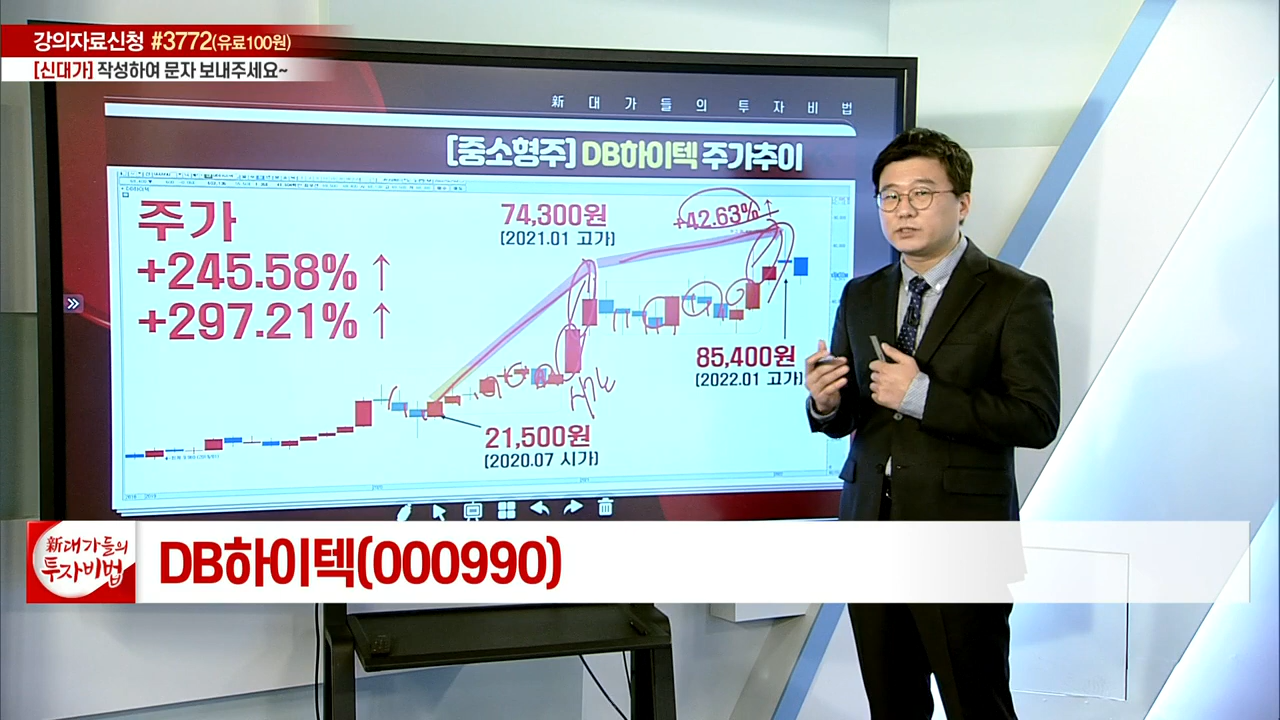 강의자료신청 #3772(유료100원)
[신대가] 작성하여 문자 보내주세요~
新 대 가 들 의 투 자 비 법
[중소형주] DB하이텍 주가추이
주가
+245.58% ↑
+297.21% ↑
74,300원
(2021.01 고가)
+42.63% ↑
85,400원
(2022.01 고가)
21,500원
(2020.07 시가)
新대가들의
투자비법
DB하이텍(000990)